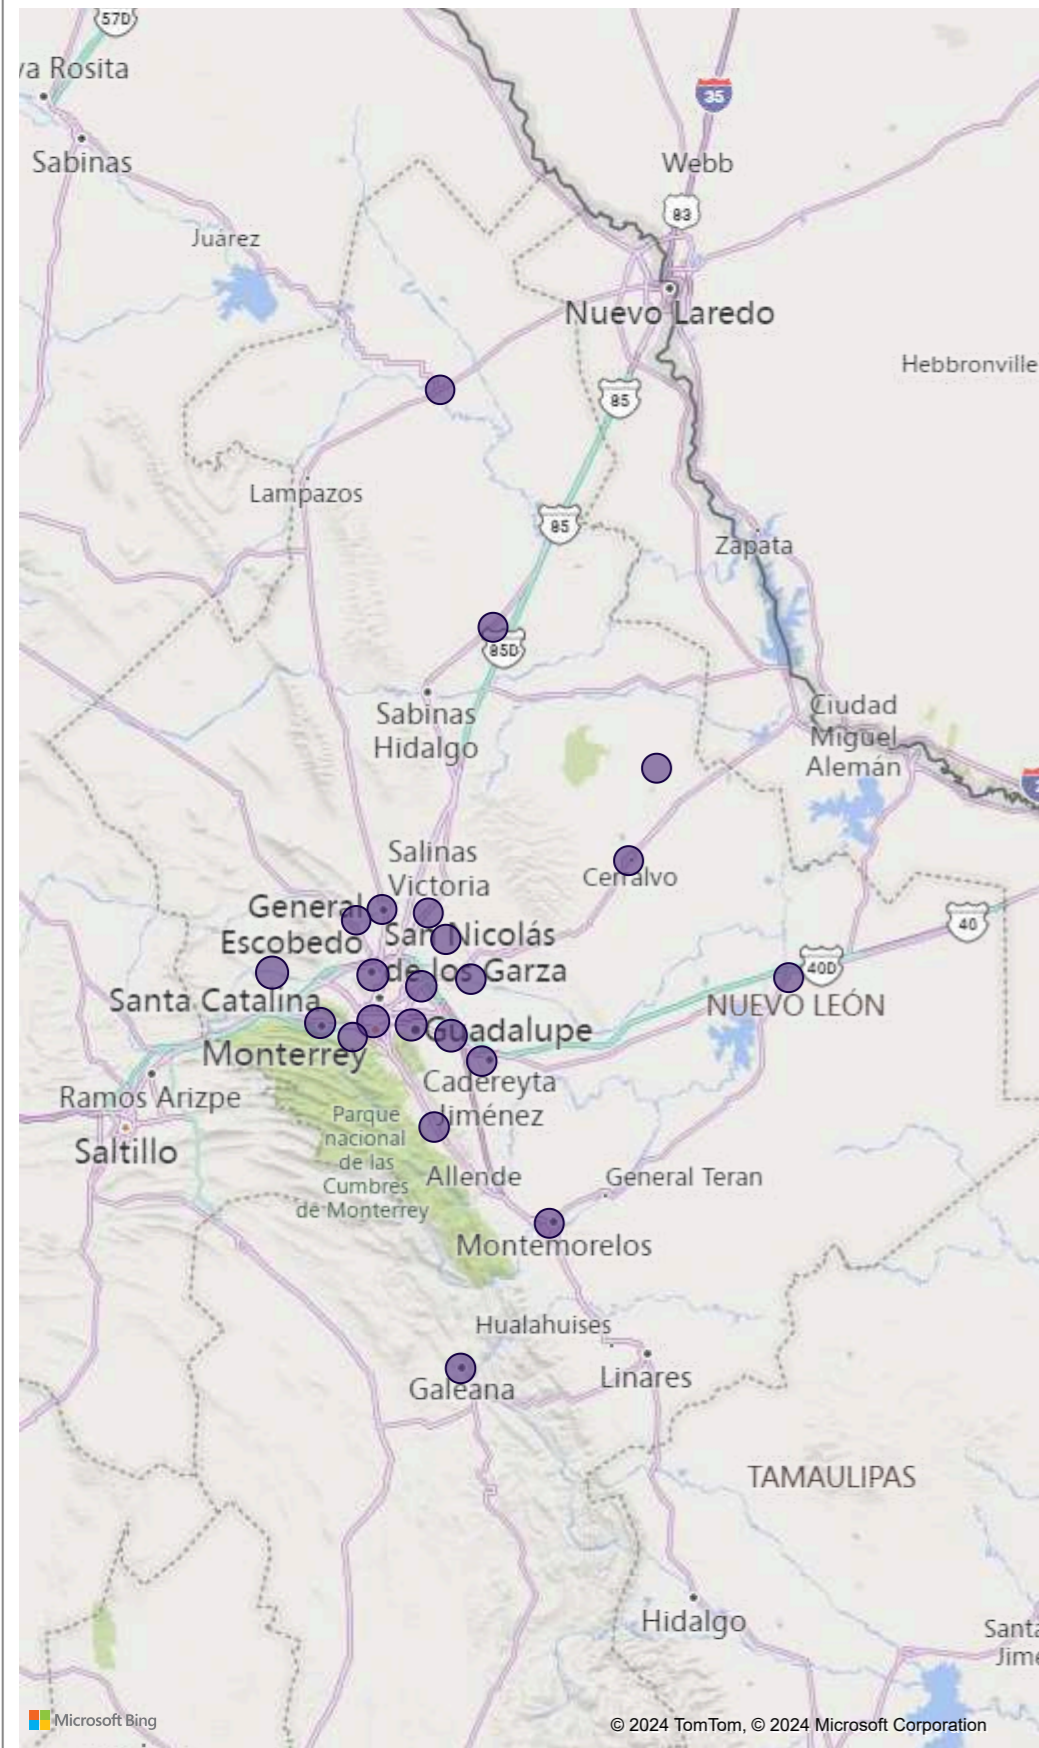 57D
va Rosita
35
Sabinas
Webb
83
Juarez
Nuevo Laredo
Hebbronville
85
Lampazos
85
Zapata
85D
Sabinas
Hidalgo
Ciudad
Miguel
Alemán
Salinas
Victoria
Cerralvo
General
Escobedo
San Nicolás
de los Garza
40
40D
Santa Catalina
NUEVO LEÓN
Guadalupe
Monterrey
Ramos Arizpe
Cadereyta
Jiménez
Saltillo
Parque
nacional
de las
Cumbres
de Monterrey
Allende
General Teran
Montemorelos
Hualahuises
Linares
Galeana
TAMAULIPAS
Hidalgo
Santa
Jim
Microsoft Bing
© 2024 TomTom, © 2024 Microsoft Corporation